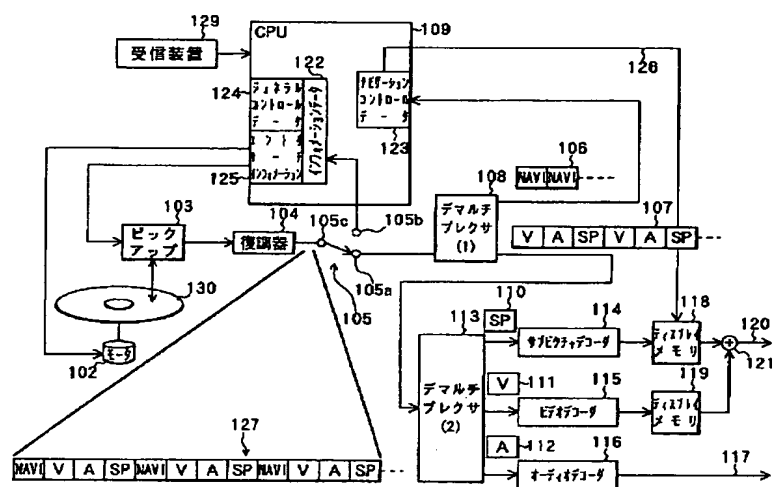 129
受信装置
CPU
109
122
124
ジェネラル
コントロール
データ
インフォメーションデータ
125
インフォメーション
ナビゲーション
コントロール
データ
123
126
106
NAVI NAVI
108
デマルチ
プレクサ
(1)
107
V A SP V A SP
103
ピック
アップ
104
復調器
105c
105b
105a
105
130
モータ
102
110
SP
113
デマルチ
プレクサ
(2)
114
サブピクチャデコーダ
118
ディスプレイ
メモリ
120
121
V
111
115
ビデオデコーダ
119
ディスプレイ
メモリ
A
112
116
オーディオデコーダ
117
127
NAVI V A SP NAVI V A SP NAVI V A SP